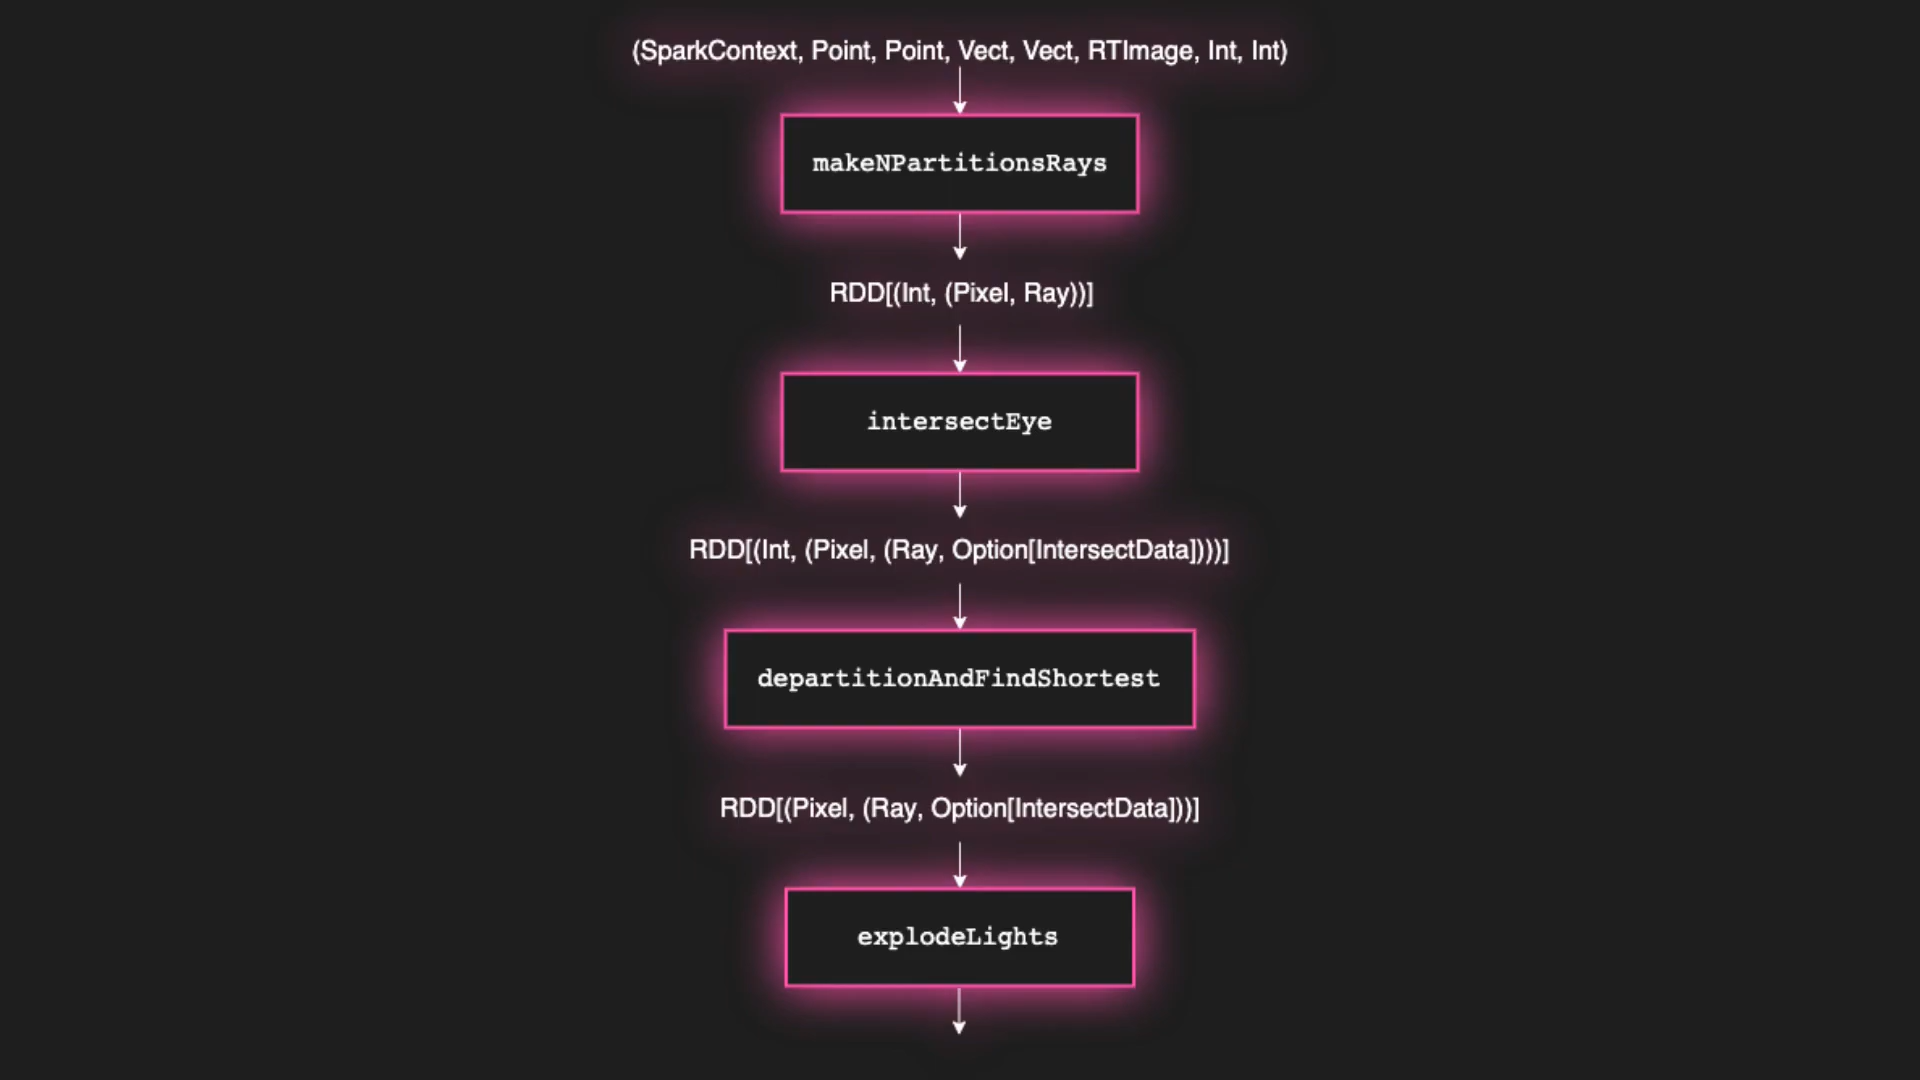 (SparkContext, Point, Point, Vect, Vect, RTImage, Int, Int)
makeNPartitionsRays
RDD[(Int, (Pixel, Ray))]
intersectEye
RDD[(Int, (Pixel, (Ray, Option[IntersectData])))]
departitionAndFindShortest
RDD[(Pixel, (Ray, Option[IntersectData]))]
explodeLights